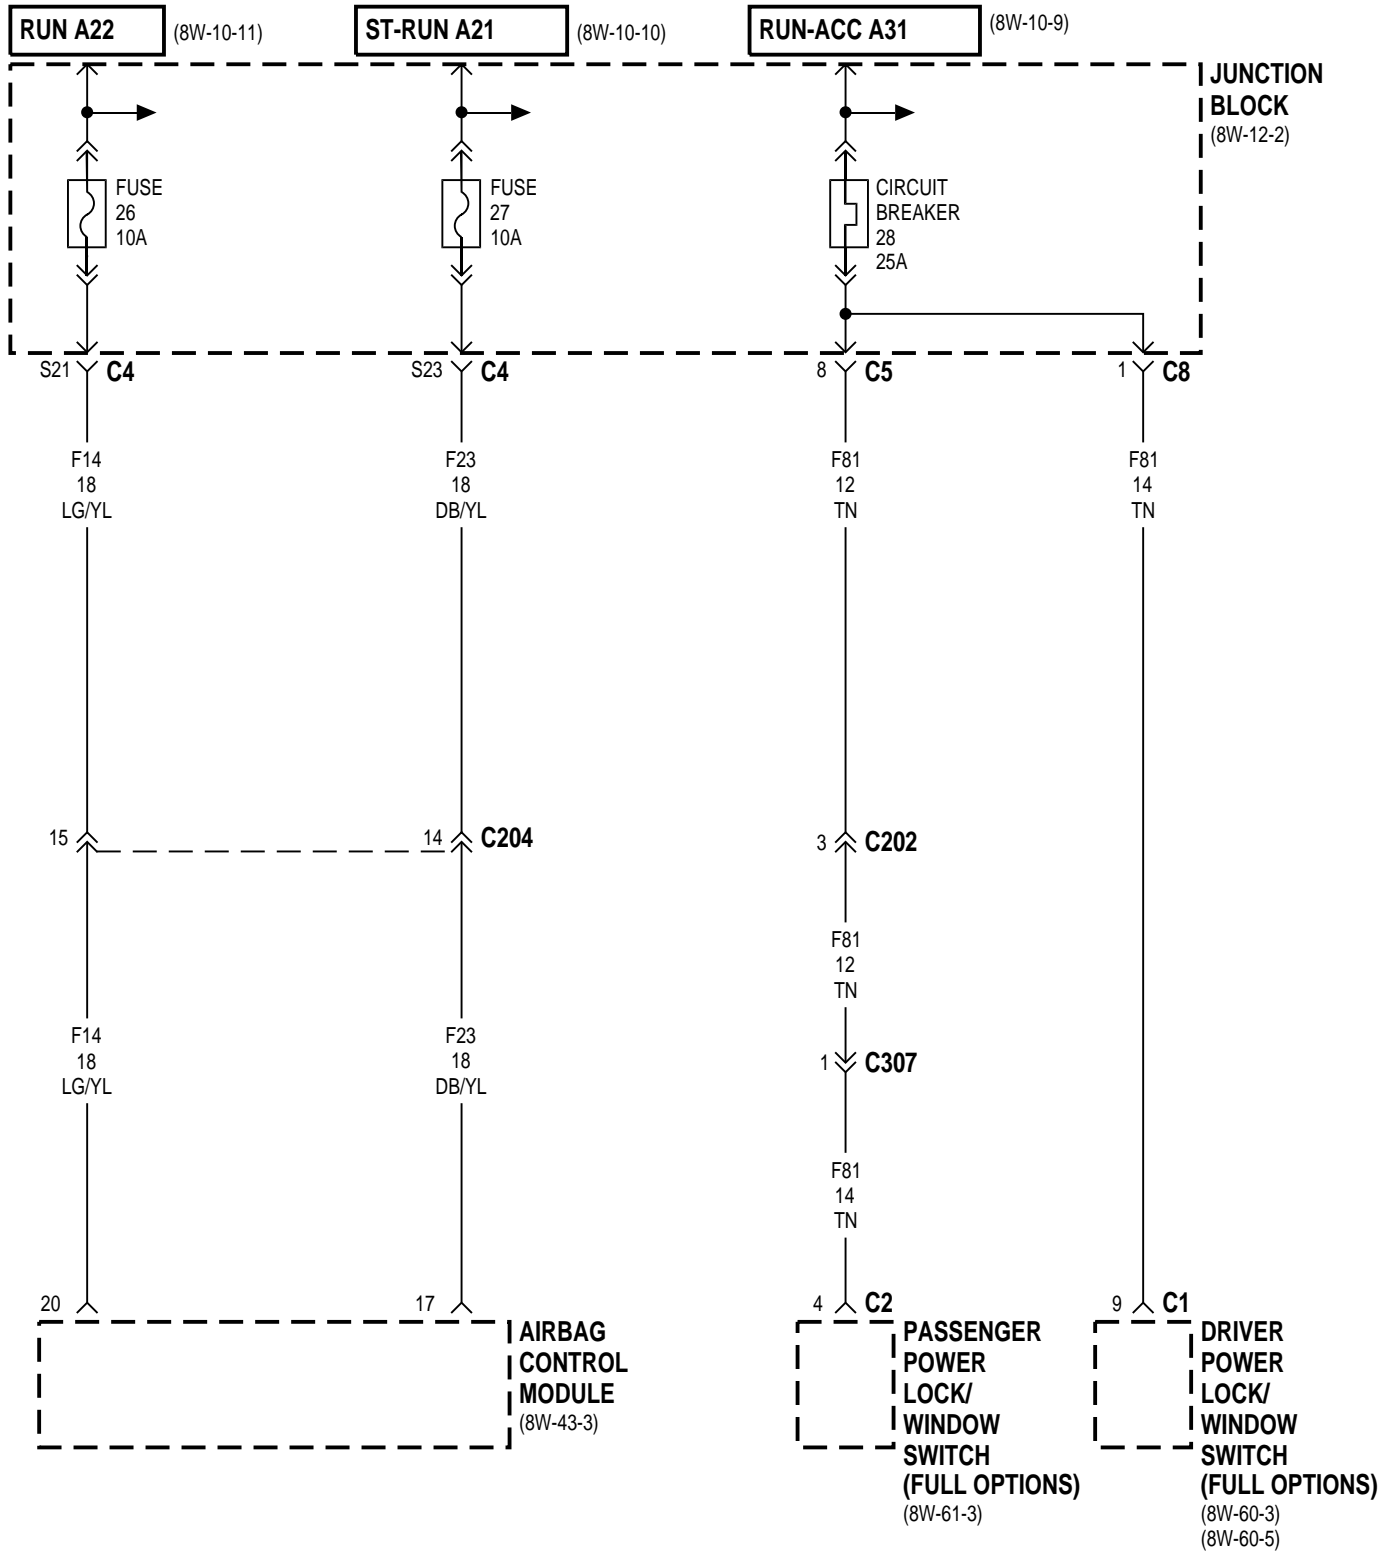 RUN A22
(8W-10-11)
ST-RUN A21
(8W-10-10)
RUN-ACC A31
(8W-10-9)
JUNCTION
BLOCK
(8W-12-2)
FUSE
26
10A
FUSE
27
10A
CIRCUIT
BREAKER
28
25A
S21
C4
S23
C4
8
C5
1
C8
F14
18
LG/YL
F23
18
DB/YL
F81
12
TN
F81
14
TN
15
14
C204
3
C202
F81
12
TN
F14
18
LG/YL
F23
18
DB/YL
1
C307
F81
14
TN
20
17
4
C2
9
C1
AIRBAG
CONTROL
MODULE
(8W-43-3)
PASSENGER
POWER
LOCK/
WINDOW
SWITCH
(FULL OPTIONS)
(8W-61-3)
DRIVER
POWER
LOCK/
WINDOW
SWITCH
(FULL OPTIONS)
(8W-60-3)
(8W-60-5)